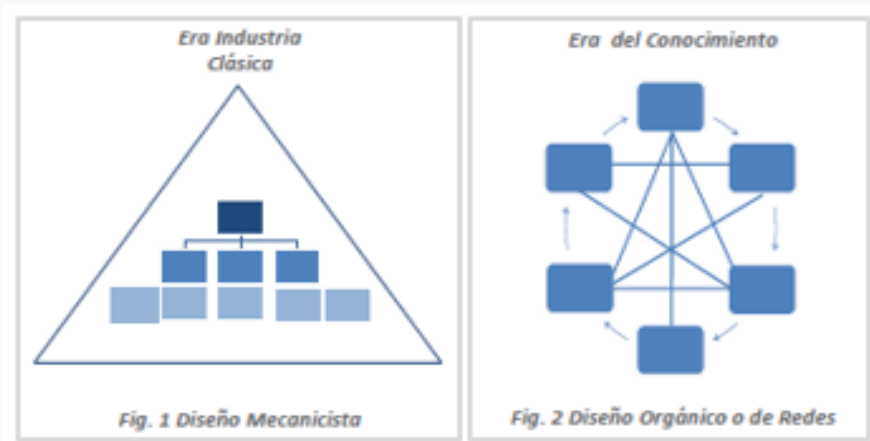 Era Industria
Clásica
Fig. 1 Diseño Mecanicista
Era del Conocimiento
Fig. 2 Diseño Orgánico o de Redes